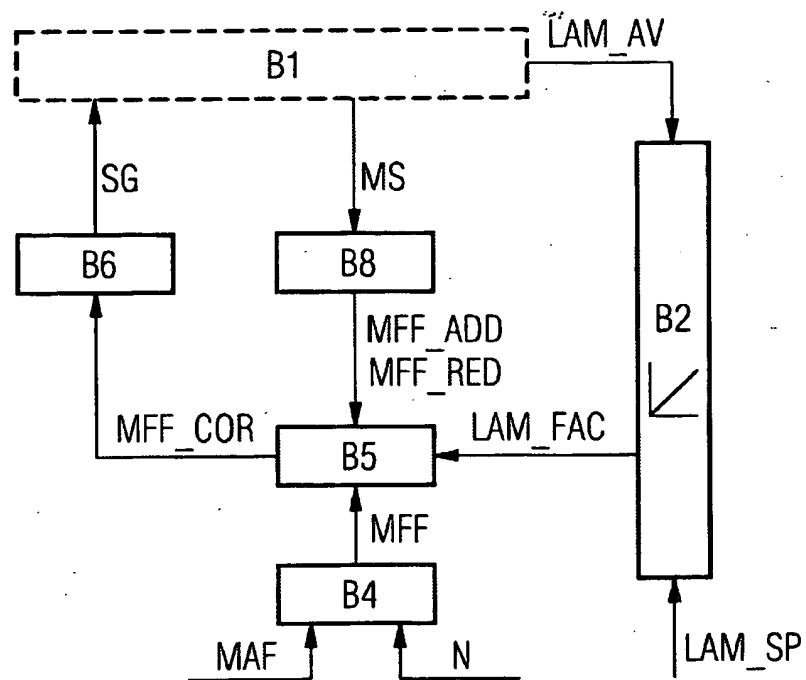 LAM_AV
B1
SG
MS
B6
B8
B2
MFF_ADD
MFF_RED
MFF_COR
LAM_FAC
B5
MFF
B4
MAF
N
LAM_SP